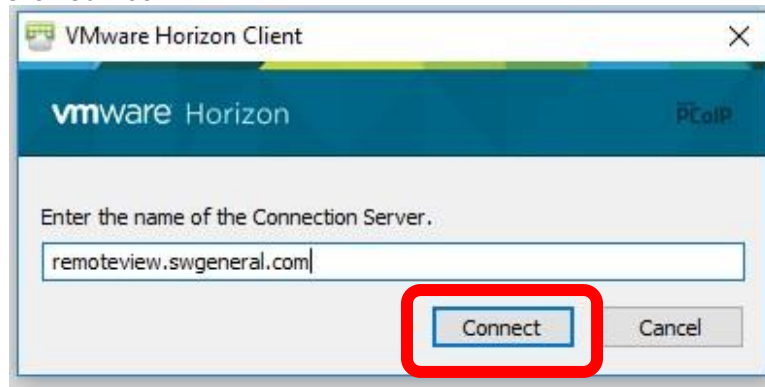 VMware Horizon Client
vmware Horizon
PCoIP
Enter the name of the Connection Server.
remoteview.swgeneral.com
Connect
Cancel